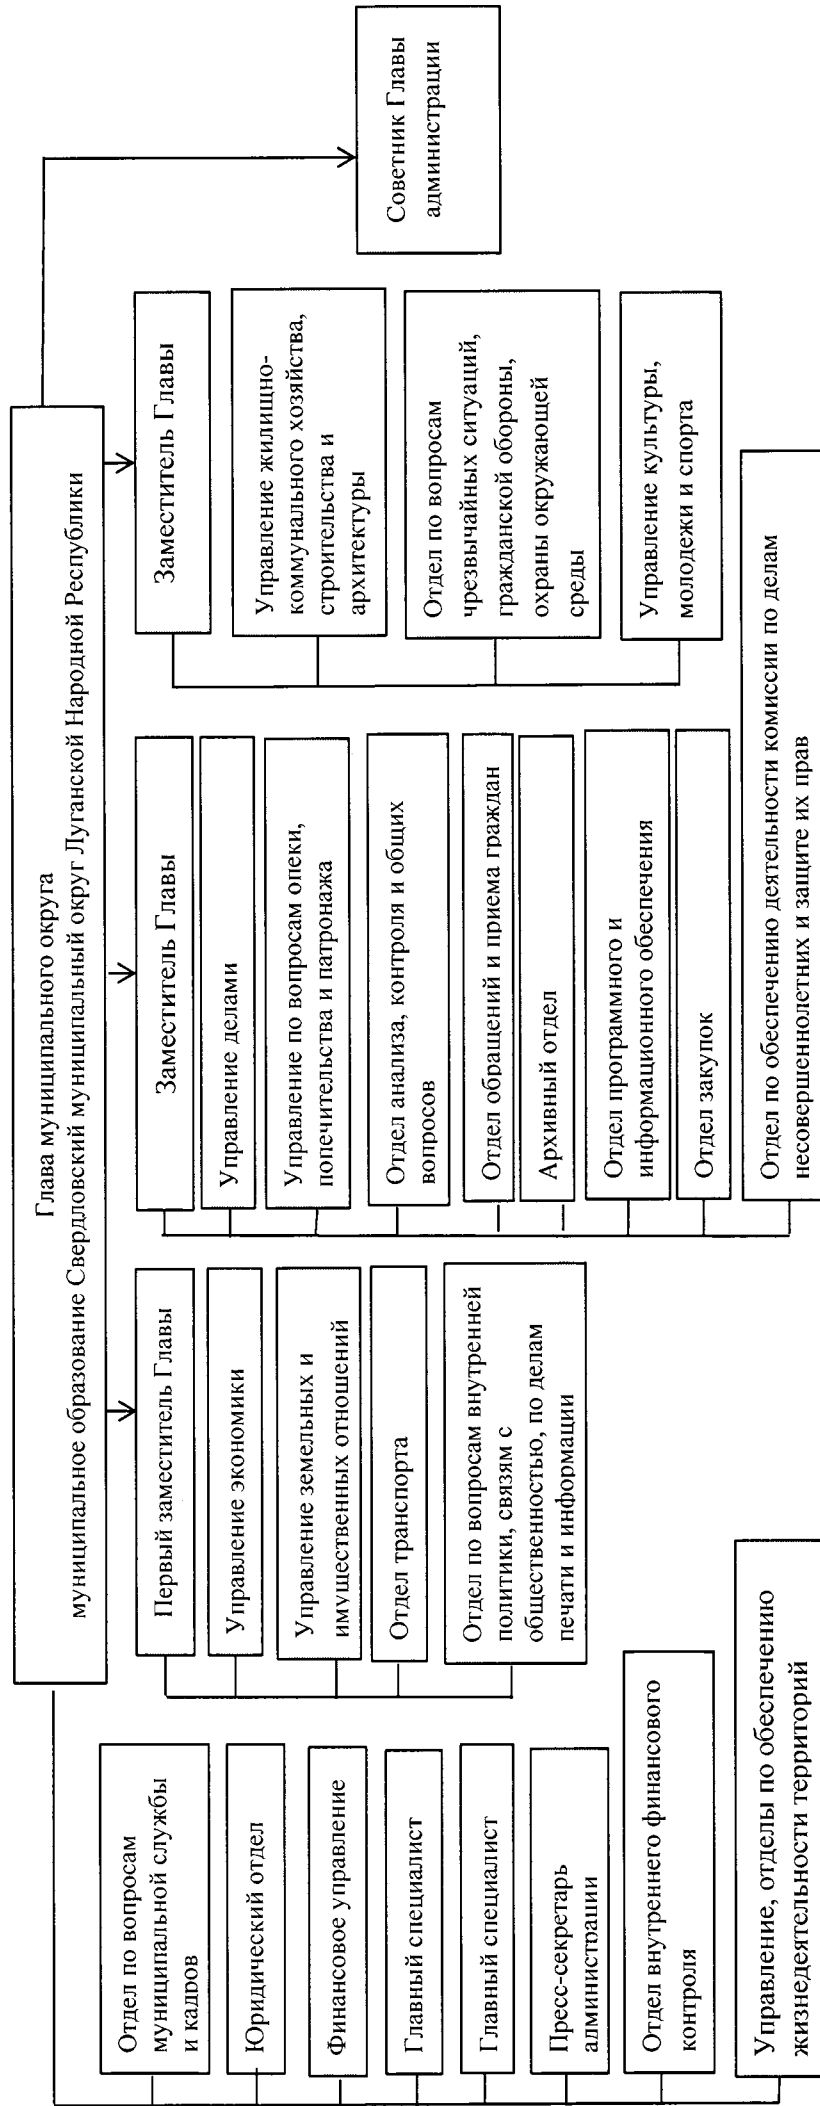 Глава муниципального округа
муниципальное образование Свердловский муниципальный округ Луганской Народной Республики
Отдел по вопросам
муниципальной службы
и кадров
Юридический отдел
Финансовое управление
Главный специалист
Главный специалист
Пресс-секретарь
администрации
Отдел внутреннего финансового
контроля
Управление, отделы по обеспечению
жизнедеятельности территорий
Первый заместитель Главы
Управление экономики
Управление земельных и
имущественных отношений
Отдел транспорта
Отдел по вопросам внутренней
политики, связям с
общественностью, по делам
печати и информации
Заместитель Главы
Управление делами
Управление по вопросам опеки,
попечительства и патронажа
Отдел анализа, контроля и общих
вопросов
Отдел обращений и приема граждан
Архивный отдел
Отдел программного и
информационного обеспечения
Отдел закупок
Отдел по обеспечению деятельности комиссии по делам
несовершеннолетних и защите их прав
Заместитель Главы
Управление жилищно-
коммунального хозяйства,
строительства и
архитектуры
Отдел по вопросам
чрезвычайных ситуаций,
гражданской обороны,
охраны окружающей
среды
Управление культуры,
молодежи и спорта
Советник Главы
администрации